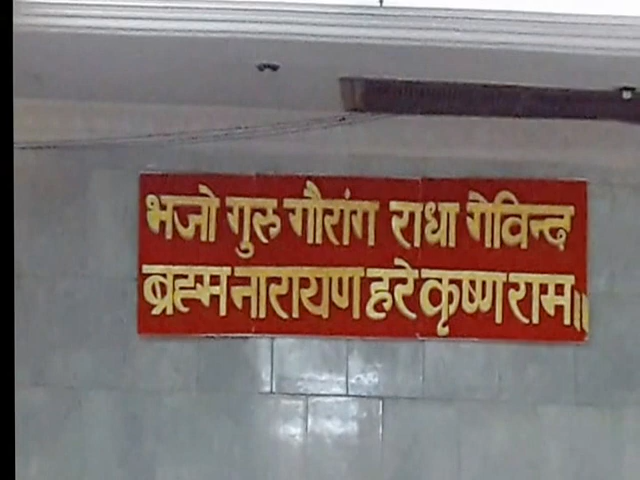 भजो गुरु गौरांग राधा गेविन्द
ब्रह्म नारायण हरे कृष्ण राम॥